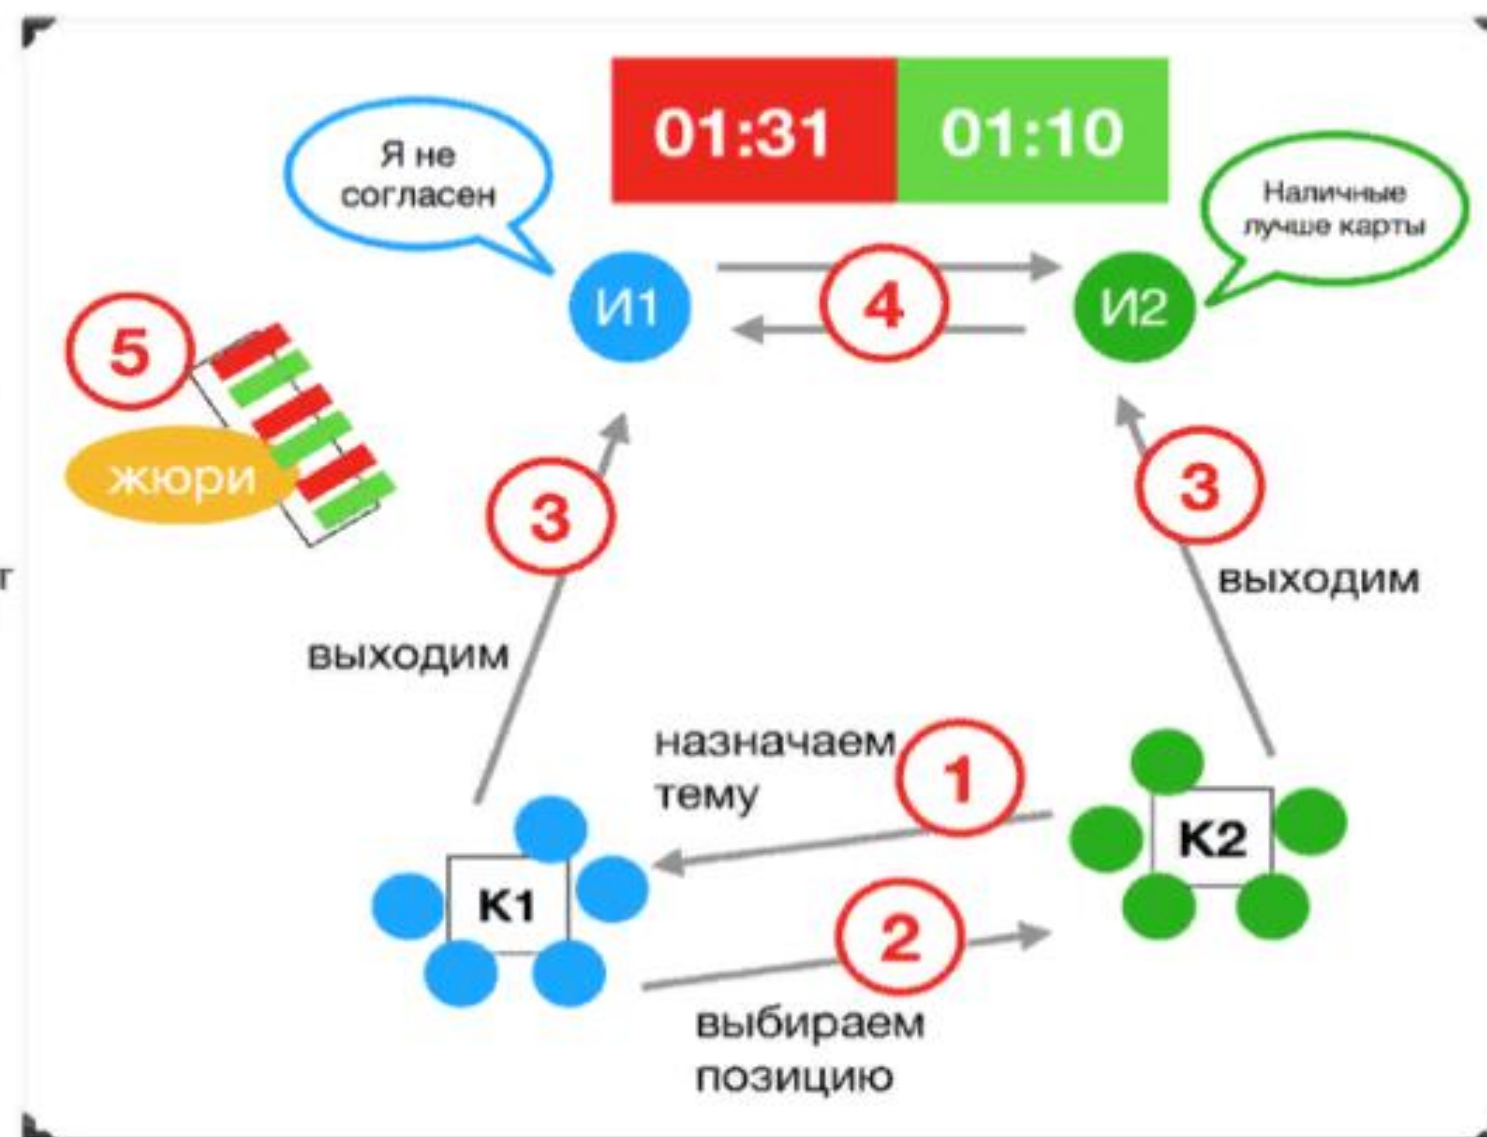 01:31
01:10
Я не
согласен
Наличные
лучше карты
И1
4
И2
5
жюри
3
3
выходим
выходим
назначаем
тему
1
К2
К1
2
выбираем
позицию
т